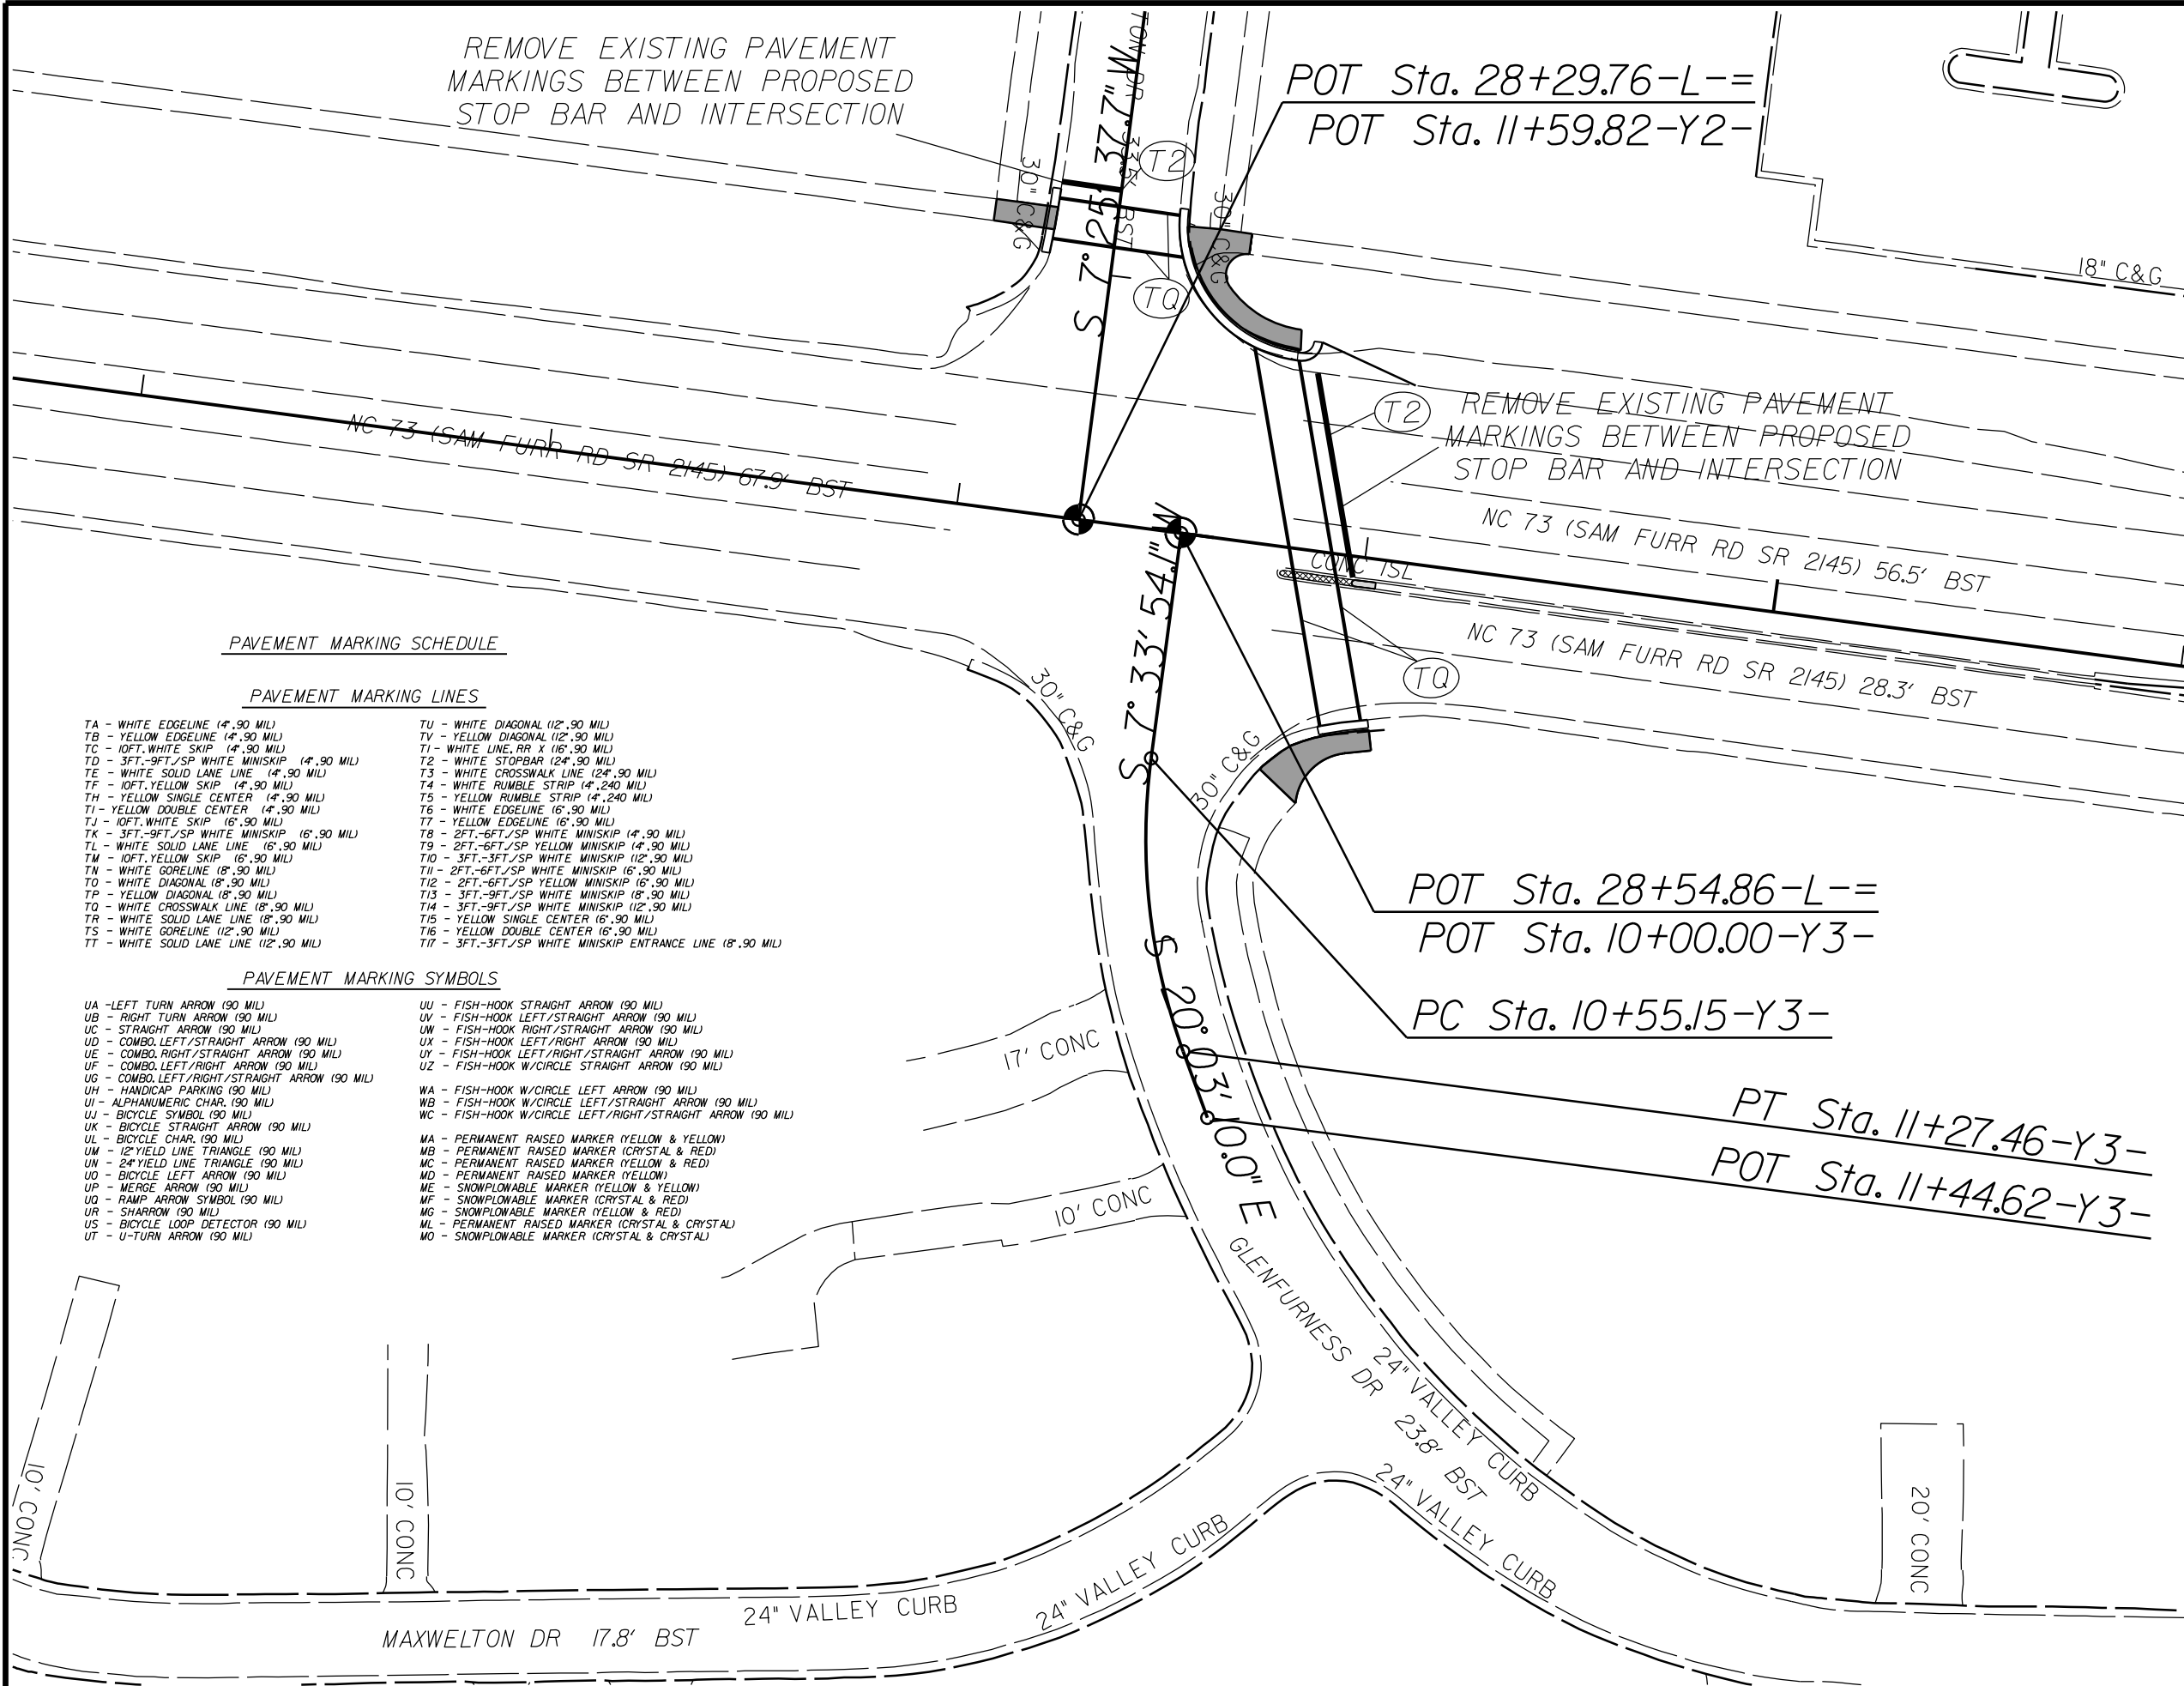 REMOVE EXISTING PAVEMENT
MARKINGS BETWEEN PROPOSED
STOP BAR AND INTERSECTION
POT Sta. 28+29.76-L-=
POT Sta. 11+59.82-Y2-
S 7° 25' 37.7" W
DR 33.5' BST
30" C&G
30" C&G
T2
TQ
18" C&G
T2
REMOVE EXISTING PAVEMENT
MARKINGS BETWEEN PROPOSED
STOP BAR AND INTERSECTION
NC 73 (SAM FURR RD SR 2145) 67.9' BST
NC 73 (SAM FURR RD SR 2145) 56.5' BST
CONC ISL
NC 73 (SAM FURR RD SR 2145) 28.3' BST
TQ
S 7° 33' 54.1" W
30" C&G
30" C&G
PAVEMENT MARKING SCHEDULE
PAVEMENT MARKING LINES
TA - WHITE EDGELINE (4",90 MIL)
TB - YELLOW EDGELINE (4",90 MIL)
TC - 10FT. WHITE SKIP (4",90 MIL)
TD - 3FT.-9FT./SP WHITE MINISKIP (4",90 MIL)
TE - WHITE SOLID LANE LINE (4",90 MIL)
TF - 10FT. YELLOW SKIP (4",90 MIL)
TH - YELLOW SINGLE CENTER (4",90 MIL)
TI - YELLOW DOUBLE CENTER (4",90 MIL)
TJ - 10FT. WHITE SKIP (6",90 MIL)
TK - 3FT.-9FT./SP WHITE MINISKIP (6",90 MIL)
TL - WHITE SOLID LANE LINE (6",90 MIL)
TM - 10FT. YELLOW SKIP (6",90 MIL)
TN - WHITE GORELINE (8",90 MIL)
TO - WHITE DIAGONAL (8",90 MIL)
TP - YELLOW DIAGONAL (8",90 MIL)
TQ - WHITE CROSSWALK LINE (8",90 MIL)
TR - WHITE SOLID LANE LINE (8",90 MIL)
TS - WHITE GORELINE (12",90 MIL)
TT - WHITE SOLID LANE LINE (12",90 MIL)
TU - WHITE DIAGONAL (12",90 MIL)
TV - YELLOW DIAGONAL (12",90 MIL)
T1 - WHITE LINE, RR X (16",90 MIL)
T2 - WHITE STOPBAR (24",90 MIL)
T3 - WHITE CROSSWALK LINE (24",90 MIL)
T4 - WHITE RUMBLE STRIP (4",240 MIL)
T5 - YELLOW RUMBLE STRIP (4",240 MIL)
T6 - WHITE EDGELINE (6",90 MIL)
T7 - YELLOW EDGELINE (6",90 MIL)
T8 - 2FT.-6FT./SP WHITE MINISKIP (4",90 MIL)
T9 - 2FT.-6FT./SP YELLOW MINISKIP (4",90 MIL)
T10 - 3FT.-3FT./SP WHITE MINISKIP (12",90 MIL)
T11 - 2FT.-6FT./SP WHITE MINISKIP (6",90 MIL)
T12 - 2FT.-6FT./SP YELLOW MINISKIP (6",90 MIL)
T13 - 3FT.-9FT./SP WHITE MINISKIP (8",90 MIL)
T14 - 3FT.-9FT./SP WHITE MINISKIP (12",90 MIL)
T15 - YELLOW SINGLE CENTER (6",90 MIL)
T16 - YELLOW DOUBLE CENTER (6",90 MIL)
T17 - 3FT.-3FT./SP WHITE MINISKIP ENTRANCE LINE (8",90 MIL)
PAVEMENT MARKING SYMBOLS
UA -LEFT TURN ARROW (90 MIL)
UB - RIGHT TURN ARROW (90 MIL)
UC - STRAIGHT ARROW (90 MIL)
UD - COMBO. LEFT/STRAIGHT ARROW (90 MIL)
UE - COMBO. RIGHT/STRAIGHT ARROW (90 MIL)
UF - COMBO. LEFT/RIGHT ARROW (90 MIL)
UG - COMBO. LEFT/RIGHT/STRAIGHT ARROW (90 MIL)
UH - HANDICAP PARKING (90 MIL)
UI - ALPHANUMERIC CHAR. (90 MIL)
UJ - BICYCLE SYMBOL (90 MIL)
UK - BICYCLE STRAIGHT ARROW (90 MIL)
UL - BICYCLE CHAR. (90 MIL)
UM - 12" YIELD LINE TRIANGLE (90 MIL)
UN - 24" YIELD LINE TRIANGLE (90 MIL)
UO - BICYCLE LEFT ARROW (90 MIL)
UP - MERGE ARROW (90 MIL)
UQ - RAMP ARROW SYMBOL (90 MIL)
UR - SHARROW (90 MIL)
US - BICYCLE LOOP DETECTOR (90 MIL)
UT - U-TURN ARROW (90 MIL)
UU - FISH-HOOK STRAIGHT ARROW (90 MIL)
UV - FISH-HOOK LEFT/STRAIGHT ARROW (90 MIL)
UW - FISH-HOOK RIGHT/STRAIGHT ARROW (90 MIL)
UX - FISH-HOOK LEFT/RIGHT ARROW (90 MIL)
UY - FISH-HOOK LEFT/RIGHT/STRAIGHT ARROW (90 MIL)
UZ - FISH-HOOK W/CIRCLE STRAIGHT ARROW (90 MIL)
WA - FISH-HOOK W/CIRCLE LEFT ARROW (90 MIL)
WB - FISH-HOOK W/CIRCLE LEFT/STRAIGHT ARROW (90 MIL)
WC - FISH-HOOK W/CIRCLE LEFT/RIGHT/STRAIGHT ARROW (90 MIL)
MA - PERMANENT RAISED MARKER (YELLOW & YELLOW)
MB - PERMANENT RAISED MARKER (CRYSTAL & RED)
MC - PERMANENT RAISED MARKER (YELLOW & RED)
MD - PERMANENT RAISED MARKER (YELLOW)
ME - SNOWPLOWABLE MARKER (YELLOW & YELLOW)
MF - SNOWPLOWABLE MARKER (CRYSTAL & RED)
MG - SNOWPLOWABLE MARKER (YELLOW & RED)
ML - PERMANENT RAISED MARKER (CRYSTAL & CRYSTAL)
MO - SNOWPLOWABLE MARKER (CRYSTAL & CRYSTAL)
POT Sta. 28+54.86-L-=
POT Sta. 10+00.00-Y3-
PC Sta. 10+55.15-Y3-
S 20° 03' 10.0" E
PT Sta. 11+27.46-Y3-
POT Sta. 11+44.62-Y3-
17' CONC
10' CONC
GLENFURNESS DR 23.8' BST
24" VALLEY CURB
24" VALLEY CURB
10' CONC
10' CONC
20' CONC
24" VALLEY CURB
24" VALLEY CURB
MAXWELTON DR 17.8' BST